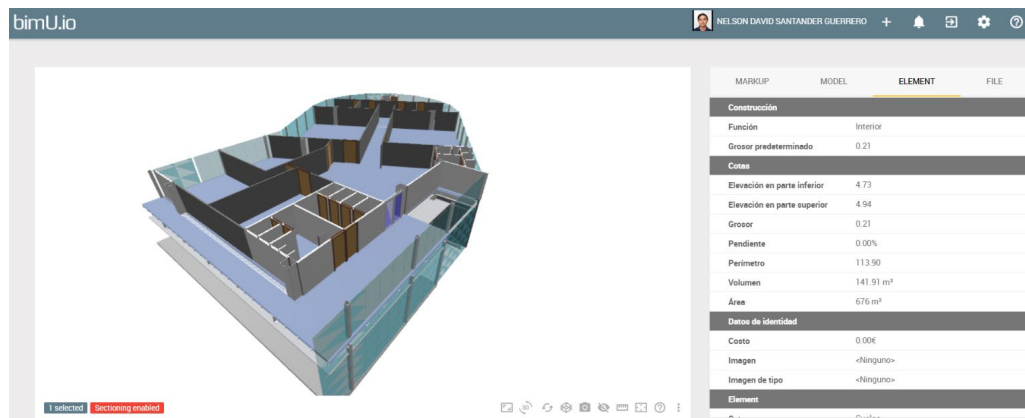 bimU.io
NELSON DAVID SANTANDER GUERRERO
MARKUP MODEL ELEMENT FILE
Construcción
Función Interior
Grosor predeterminado 0.21
Cotas
Elevación en parte inferior 4.73
Elevación en parte superior 4.94
Grosor 0.21
Pendiente 0.00%
Perímetro 113.90
Volumen 141.91 m³
Área 676 m²
Datos de identidad
Costo 0.00€
Imagen <Ninguno>
Imagen de tipo <Ninguno>
Element
1 selected Sectioning enabled